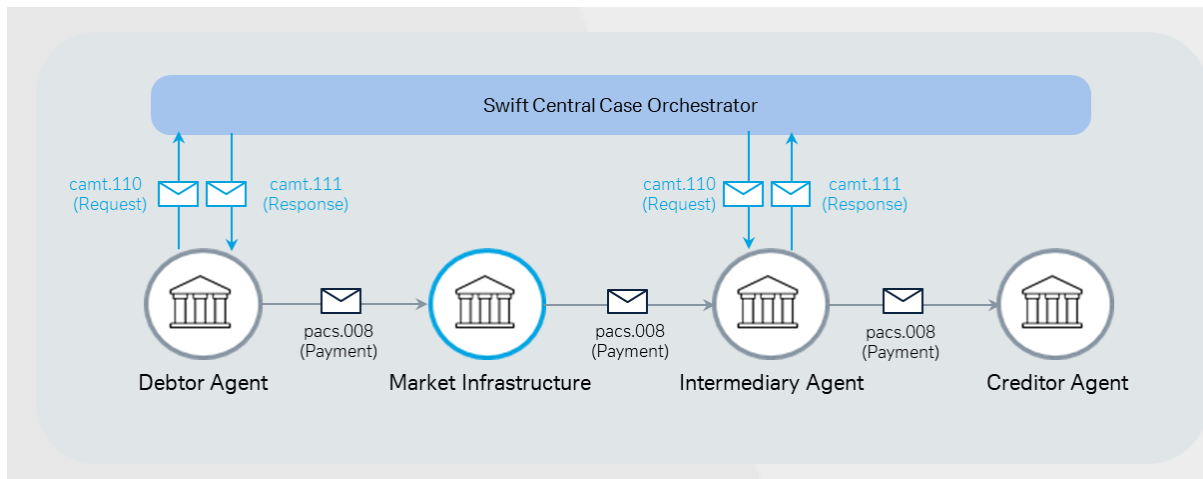 Swift Central Case Orchestrator
camt.110
(Request)
camt.111
(Response)
camt.110
(Request)
camt.111
(Response)
pacs.008
(Payment)
pacs.008
(Payment)
pacs.008
(Payment)
Debtor Agent
Market Infrastructure
Intermediary Agent
Creditor Agent